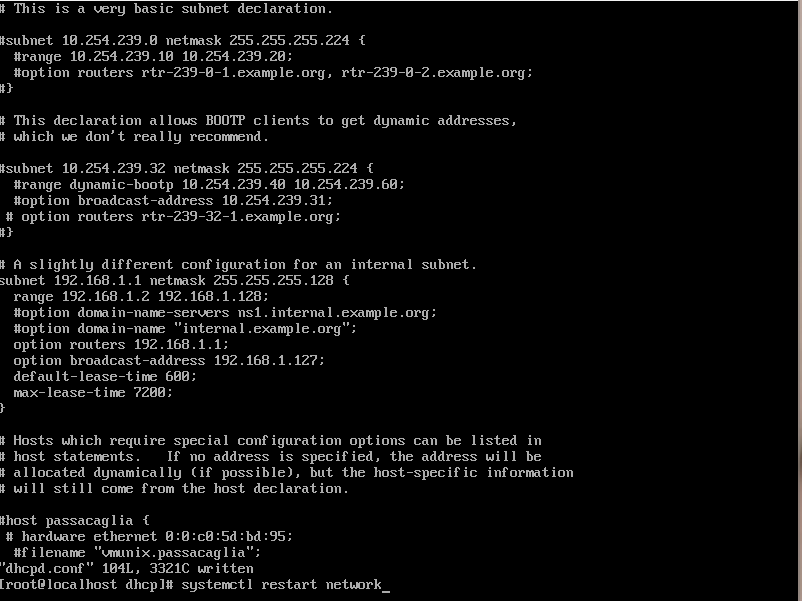 # This is a very basic subnet declaration.
#subnet 10.254.239.0 netmask 255.255.255.224 {
  #range 10.254.239.10 10.254.239.20;
  #option routers rtr-239-0-1.example.org, rtr-239-0-2.example.org;
#}
# This declaration allows BOOTP clients to get dynamic addresses,
# which we don't really recommend.
#subnet 10.254.239.32 netmask 255.255.255.224 {
  #range dynamic-bootp 10.254.239.40 10.254.239.60;
  #option broadcast-address 10.254.239.31;
 # option routers rtr-239-32-1.example.org;
#}
# A slightly different configuration for an internal subnet.
subnet 192.168.1.1 netmask 255.255.255.128 {
  range 192.168.1.2 192.168.1.128;
  #option domain-name-servers ns1.internal.example.org;
  #option domain-name "internal.example.org";
  option routers 192.168.1.1;
  option broadcast-address 192.168.1.127;
  default-lease-time 600;
  max-lease-time 7200;
}
# Hosts which require special configuration options can be listed in
# host statements.   If no address is specified, the address will be
# allocated dynamically (if possible), but the host-specific information
# will still come from the host declaration.
#host passacaglia {
 # hardware ethernet 0:0:c0:5d:bd:95;
  #filename "vmunix.passacaglia";
"dhcpd.conf" 104L, 3321C written
[root@localhost dhcp]# systemctl restart network_